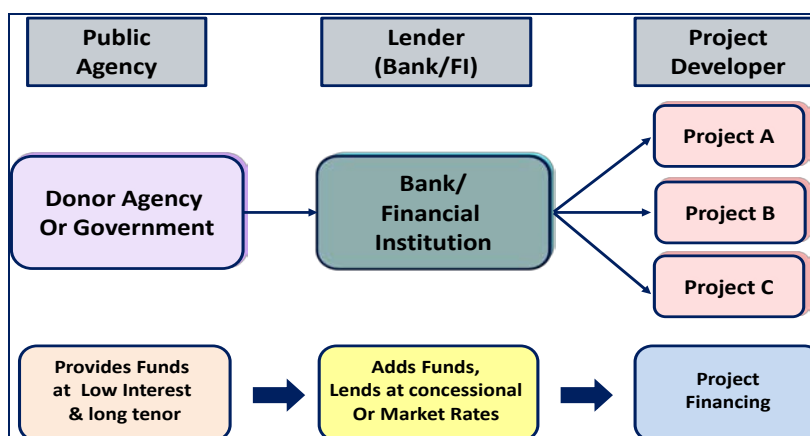 Public
Agency
Lender
(Bank/FI)
Project
Developer
Donor Agency
Or Government
Bank/
Financial
Institution
Project A
Project B
Project C
Provides Funds
at Low Interest
& long tenor
Adds Funds,
Lends at concessional
Or Market Rates
Project
Financing